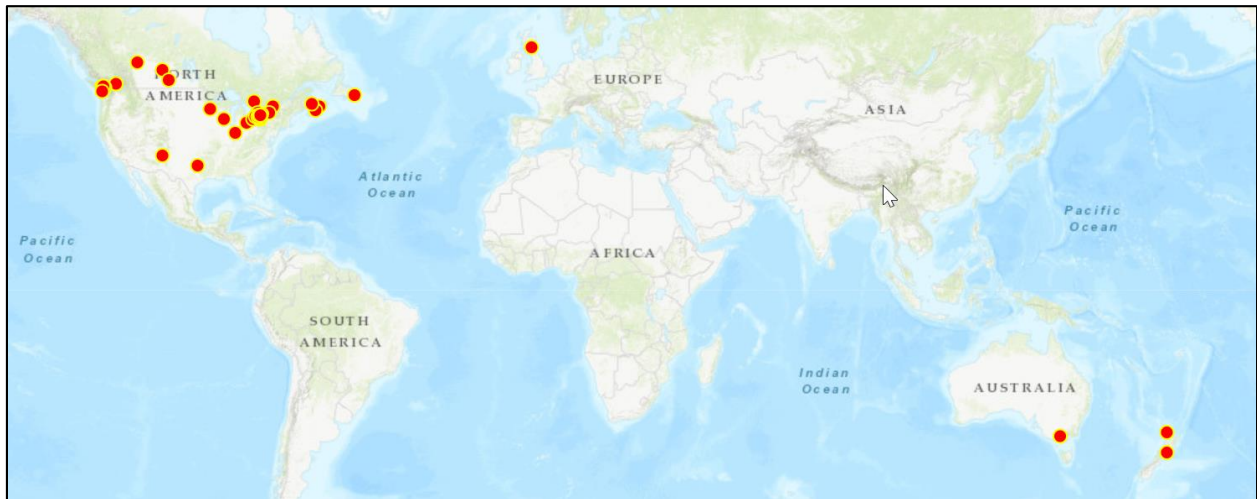 NORTH
AMERICA
EUROPE
ASIA
Atlantic
Ocean
Pacific
Ocean
Pacific
Ocean
AFRICA
SOUTH
AMERICA
Indian
Ocean
AUSTRALIA